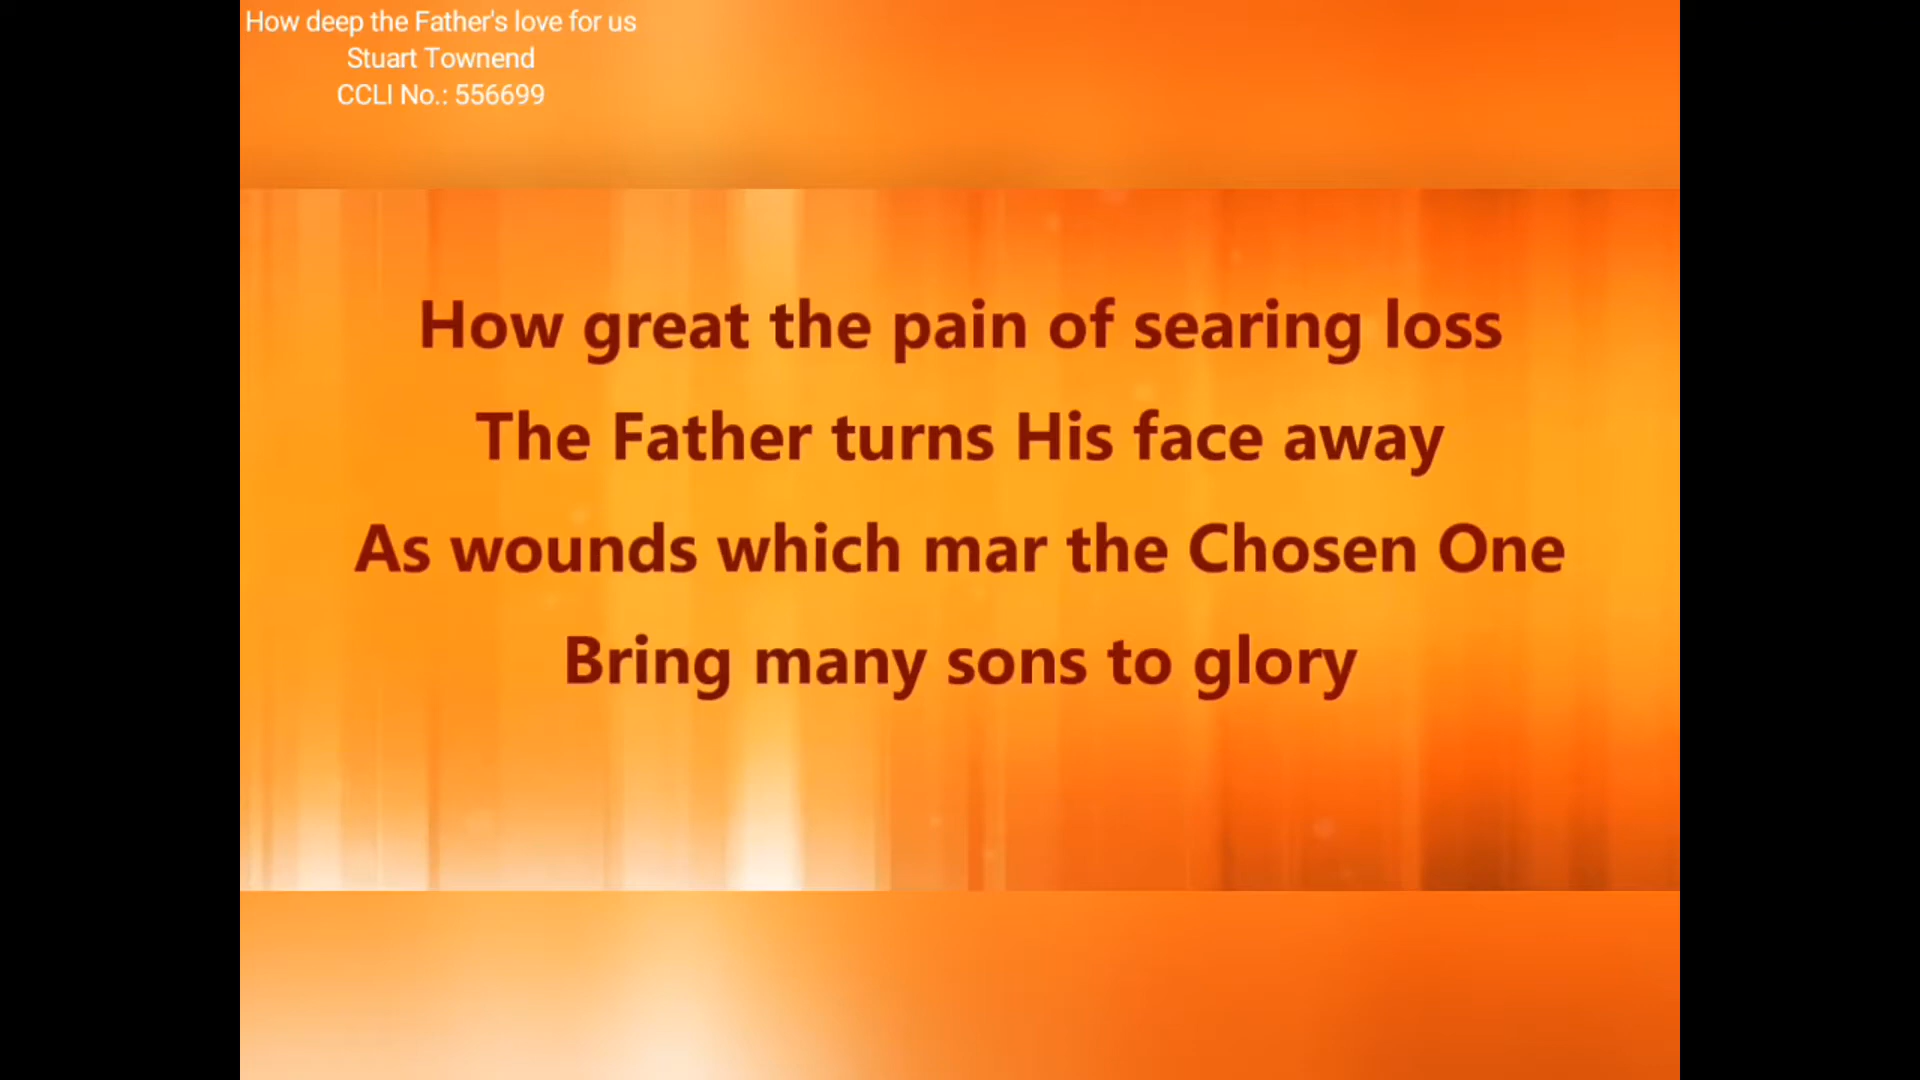 How deep the Father's love for us
Stuart Townend
CCLI No.: 556699
How great the pain of searing loss
The Father turns His face away
As wounds which mar the Chosen One
Bring many sons to glory